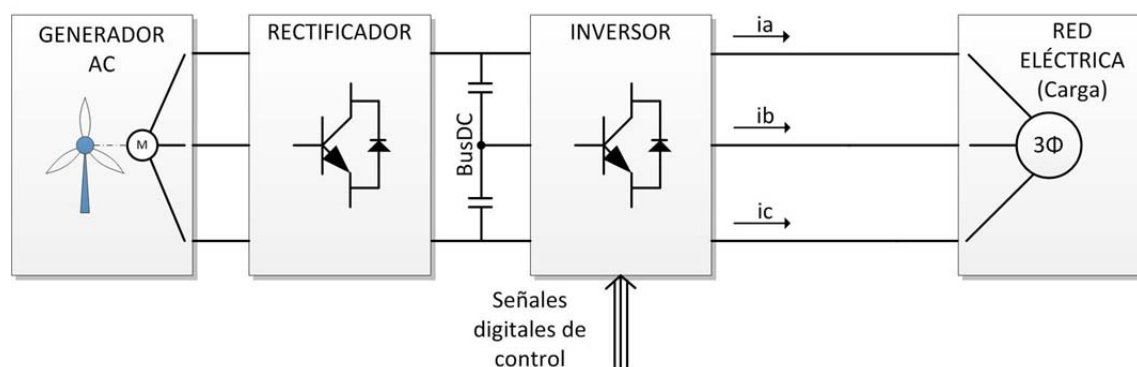 GENERADOR
AC
M
RECTIFICADOR
BusDC
INVERSOR
ia
ib
ic
RED
ELÉCTRICA
(Carga)
3Φ
Señales
digitales de
control